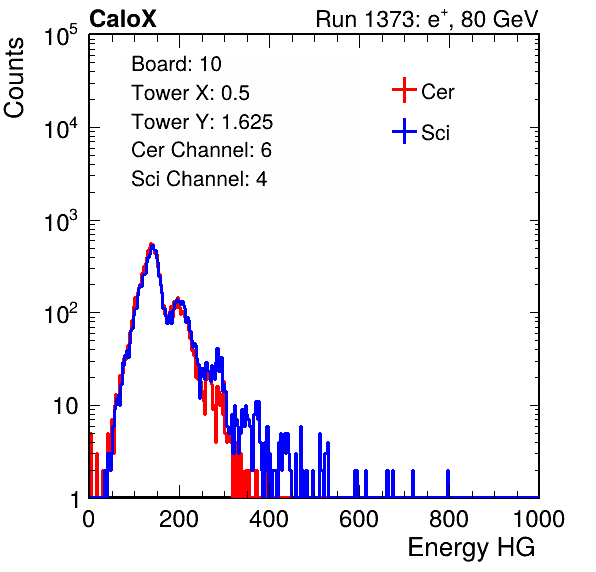 CaloX Run 1373: e⁺, 80 GeV
Counts
10⁵
10⁴
10³
10²
10
1
Board: 10
Tower X: 0.5
Tower Y: 1.625
Cer Channel: 6
Sci Channel: 4
Cer
Sci
0 200 400 600 800 1000
Energy HG